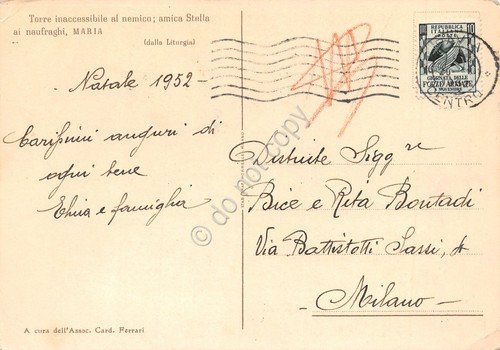 Torre inaccessibile al nemico; amica Stella
ai naufraghi, MARIA
(dalla Liturgia)
Natale 1952
Carissimi auguri di
ogni bene
Elvira e famiglia
A cura dell'Assoc. Card. Ferrari
REPUBBLICA
ITALIANA
10
GIORNATA DELLE
FORZE ARMATE
4 NOVEMBRE
CENTRO
Distinte Sigg.re
Bice e Rita Bontadi
Via Battistotti Sassi, 4
Milano
do not copy